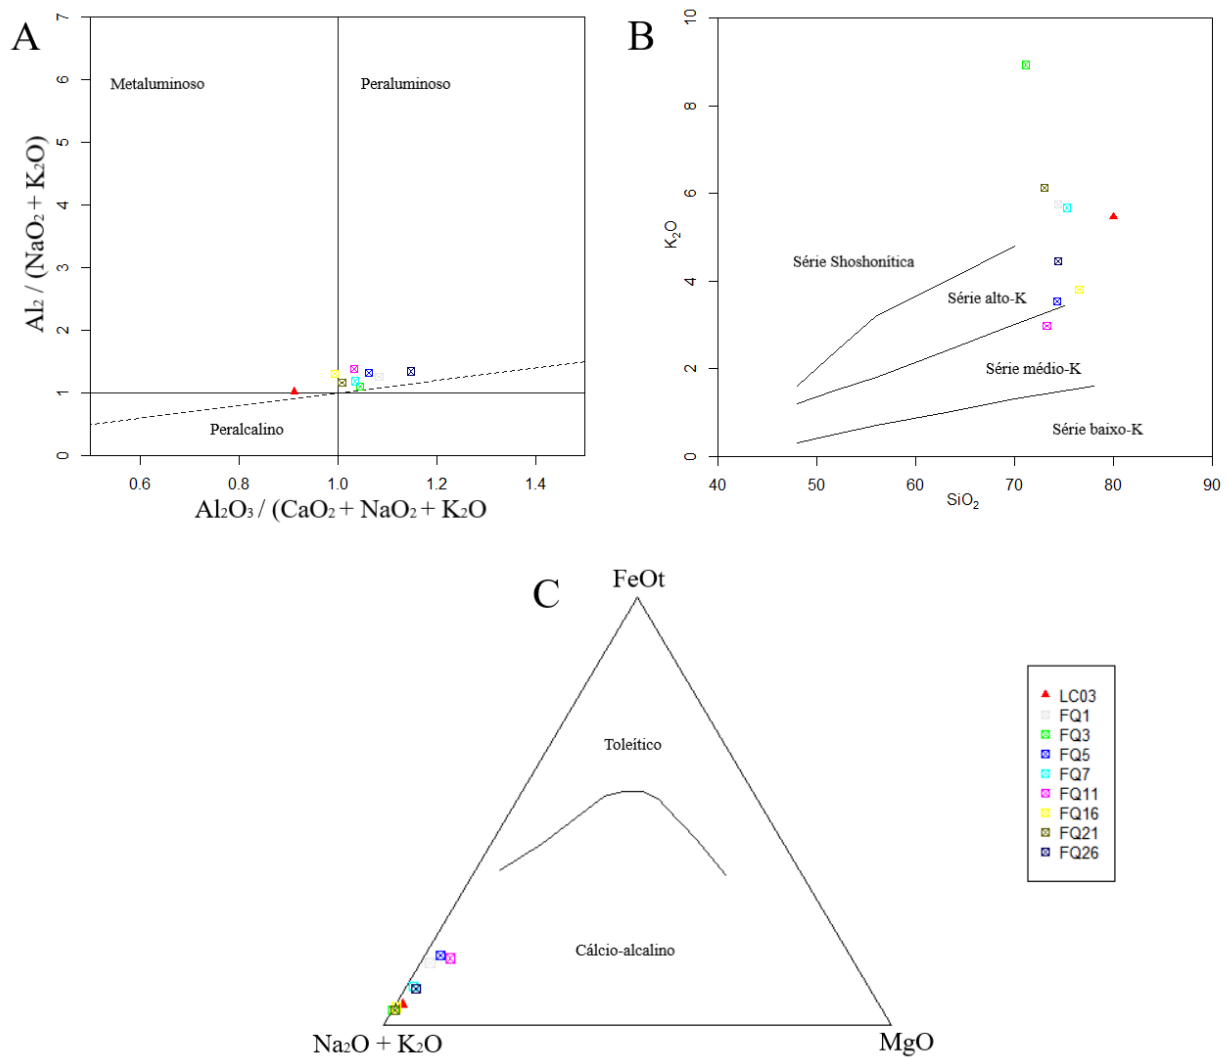 A
7
6
5
4
3
2
1
0
Al₂ / (NaO₂ + K₂O)
Metaluminoso
Peraluminoso
Peralcalino
0.6
0.8
1.0
1.2
1.4
Al₂O₃ / (CaO₂ + NaO₂ + K₂O
B
10
8
6
4
2
0
K₂O
Série Shoshonítica
Série alto-K
Série médio-K
Série baixo-K
40
50
60
70
80
90
SiO₂
C
FeOt
Toleítico
Cálcio-alcalino
Na₂O + K₂O
MgO
LC03
FQ1
FQ3
FQ5
FQ7
FQ11
FQ16
FQ21
FQ26